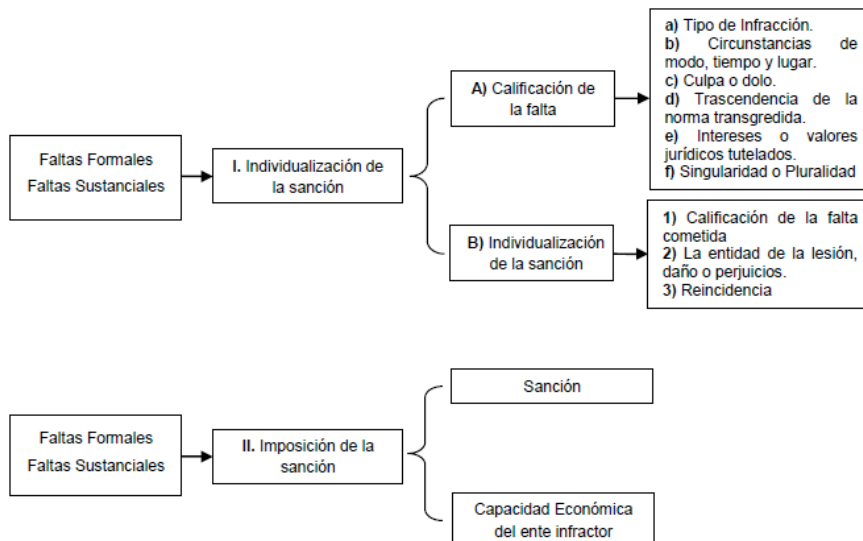 Faltas Formales
Faltas Sustanciales
I. Individualización de
la sanción
A) Calificación de
la falta
a) Tipo de Infracción.
b) Circunstancias de
modo, tiempo y lugar.
c) Culpa o dolo.
d) Trascendencia de la
norma transgredida.
e) Intereses o valores
jurídicos tutelados.
f) Singularidad o Pluralidad
B) Individualización
de la sanción
1) Calificación de la falta
cometida
2) La entidad de la lesión,
daño o perjuicios.
3) Reincidencia
Faltas Formales
Faltas Sustanciales
II. Imposición de la
sanción
Sanción
Capacidad Económica
del ente infractor